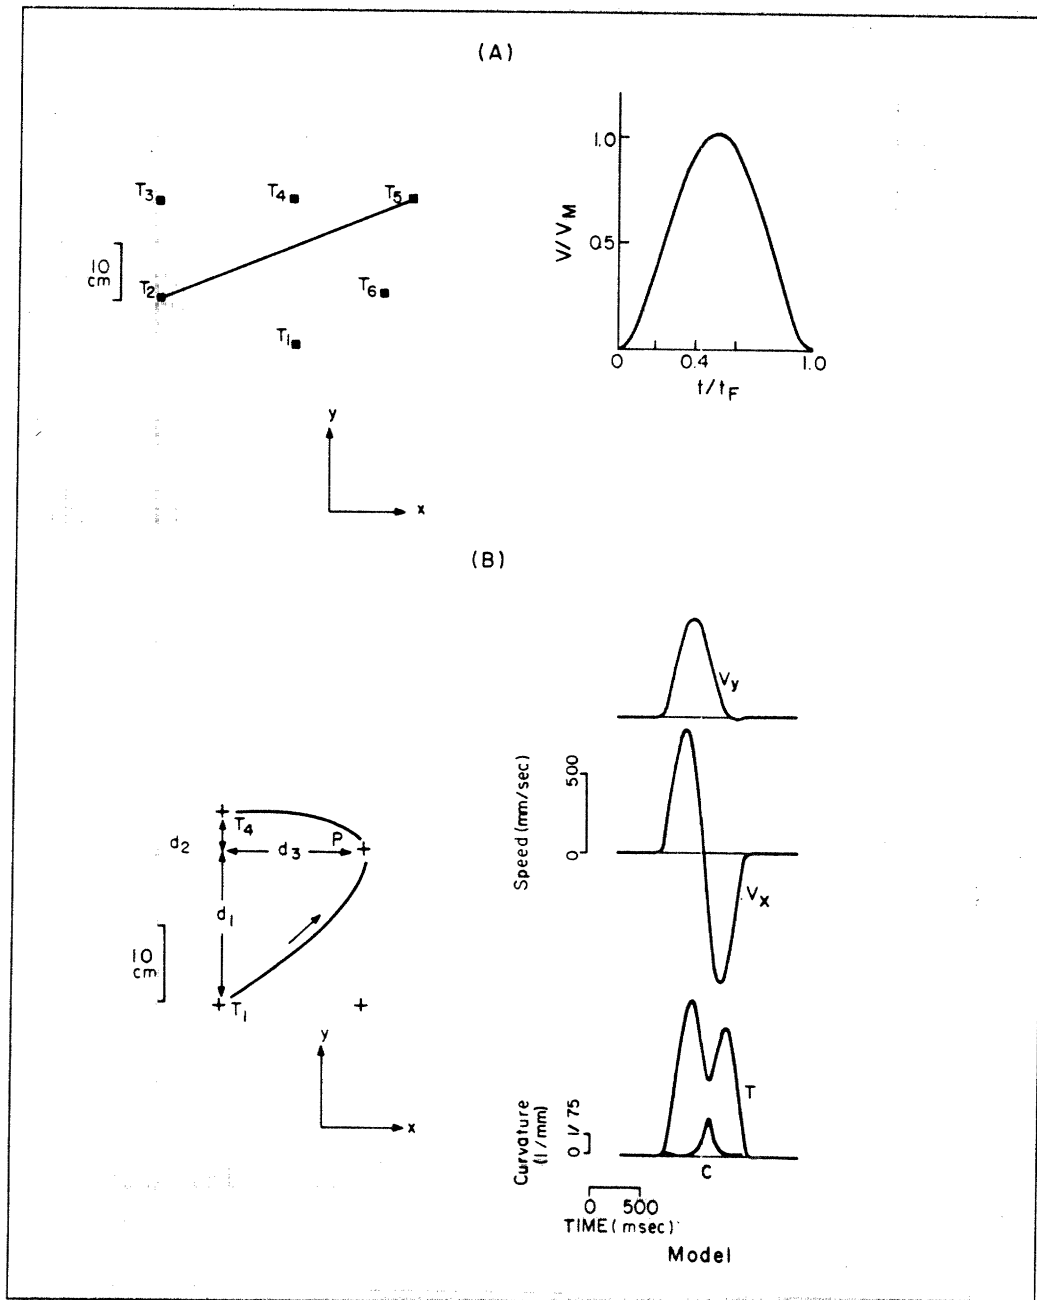 (A)
T3
T4
T5
10
cm
T2
T6
T1
y
x
1.0
0.5
V/VM
0
0.4
1.0
t/tF
(B)
Vy
Speed (mm/sec)
500
0
Vx
T4
P
d2
d3
d1
10
cm
T1
y
x
Curvature
(1/mm)
0 1/75
T
C
0 500
TIME (msec)
Model